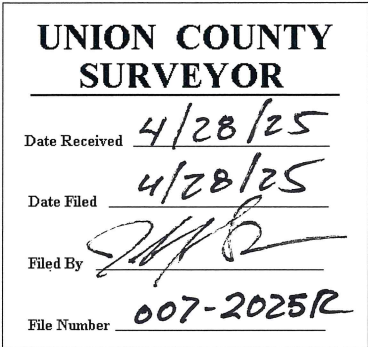 UNION COUNTY
SURVEYOR
Date Received 4/28/25
Date Filed 4/28/25
Filed By
File Number 007-2025R